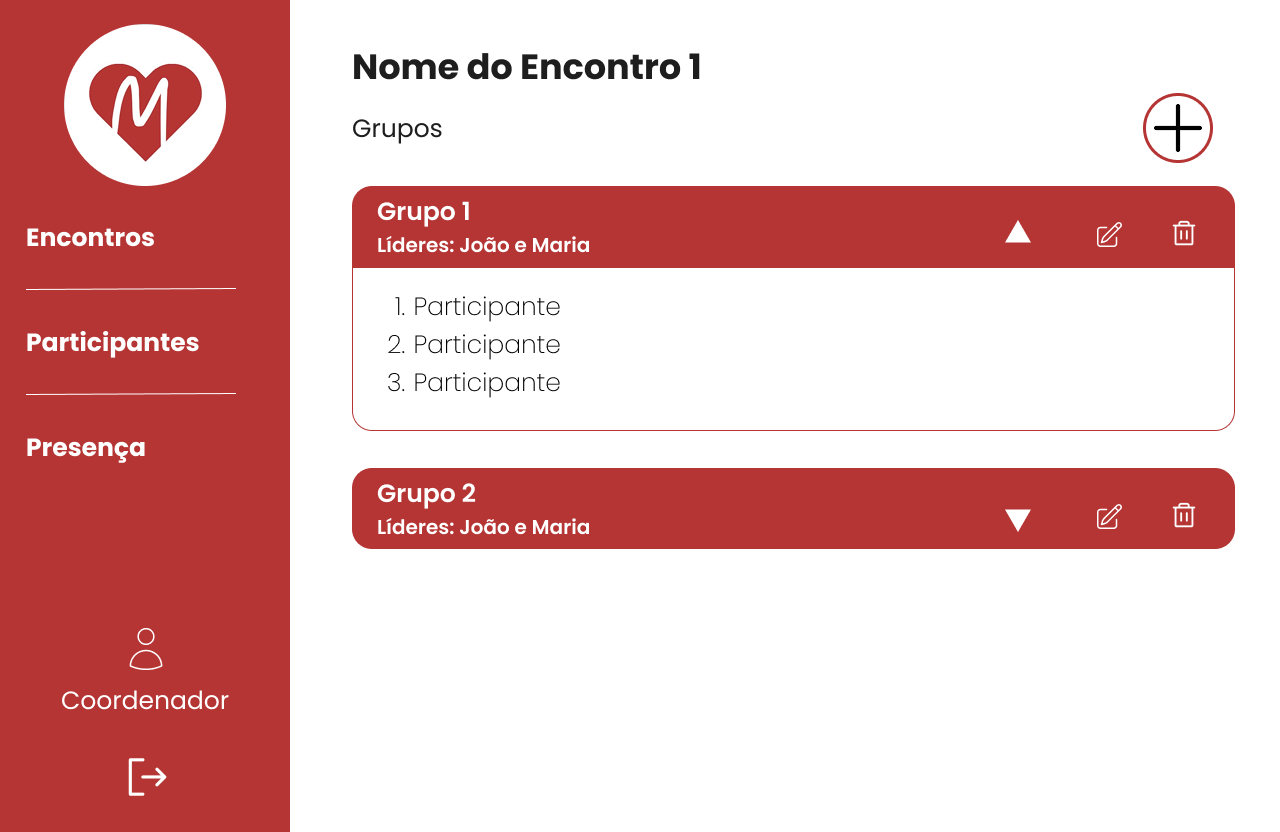 M
Encontros
Participantes
Presença
Coordenador
Nome do Encontro 1
Grupos
Grupo 1
Líderes: João e Maria
1. Participante
2. Participante
3. Participante
Grupo 2
Líderes: João e Maria